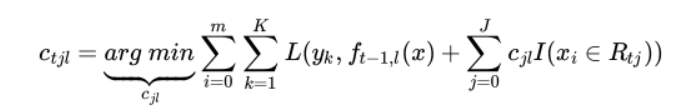 c_{tjl} = \underbrace{arg\ min}_{c_{jl}} \sum_{i=0}^{m} \sum_{k=1}^{K} L(y_k, f_{t-1,l}(x) + \sum_{j=0}^{J} c_{jl} I(x_i \in R_{tj}))